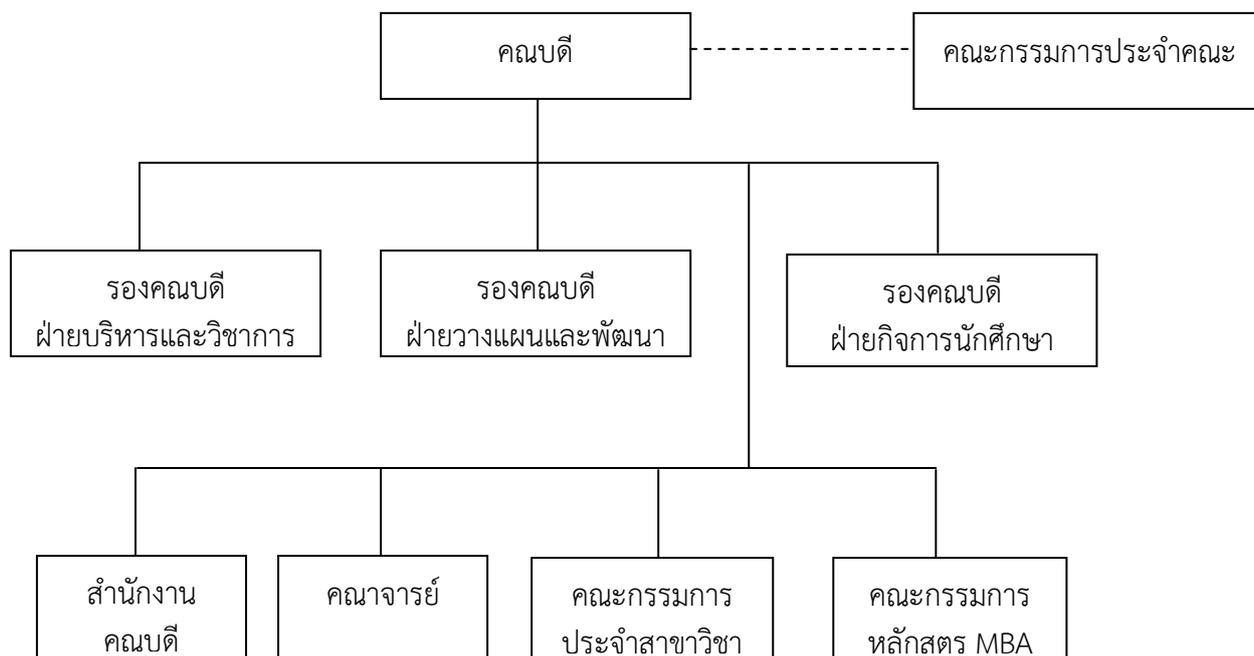 คณบดี
คณะกรรมการประจำคณะ
รองคณบดี
ฝ่ายบริหารและวิชาการ
รองคณบดี
ฝ่ายวางแผนและพัฒนา
รองคณบดี
ฝ่ายกิจการนักศึกษา
สำนักงาน
คณบดี
คณาจารย์
คณะกรรมการ
ประจำสาขาวิชา
คณะกรรมการ
หลักสูตร MBA